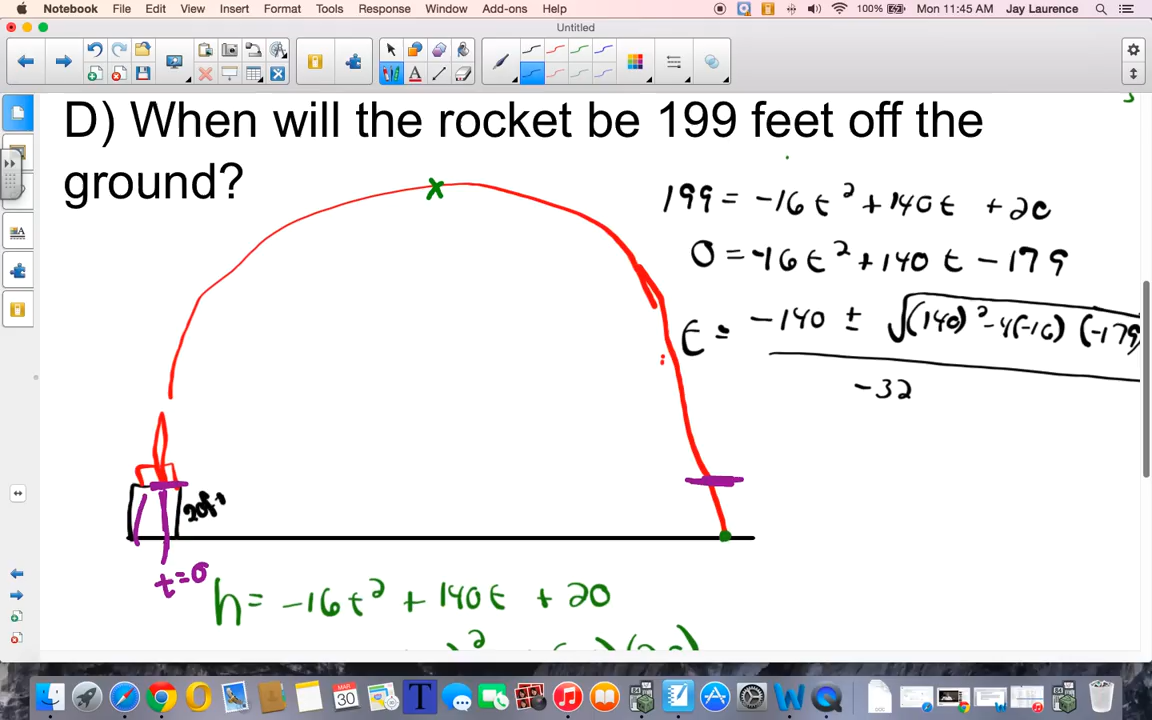 Notebook File Edit View Insert Format Tools Response Window Add-ons Help 100% Mon 11:45 AM Jay Laurence
Untitled
D) When will the rocket be 199 feet off the
ground?
199 = -16t² + 140t + 20
0 = -16t² + 140t - 179
t = -140 ± √(140)² - 4(-16)(-179)
-32
20ft
t=0
h = -16t² + 140t + 20